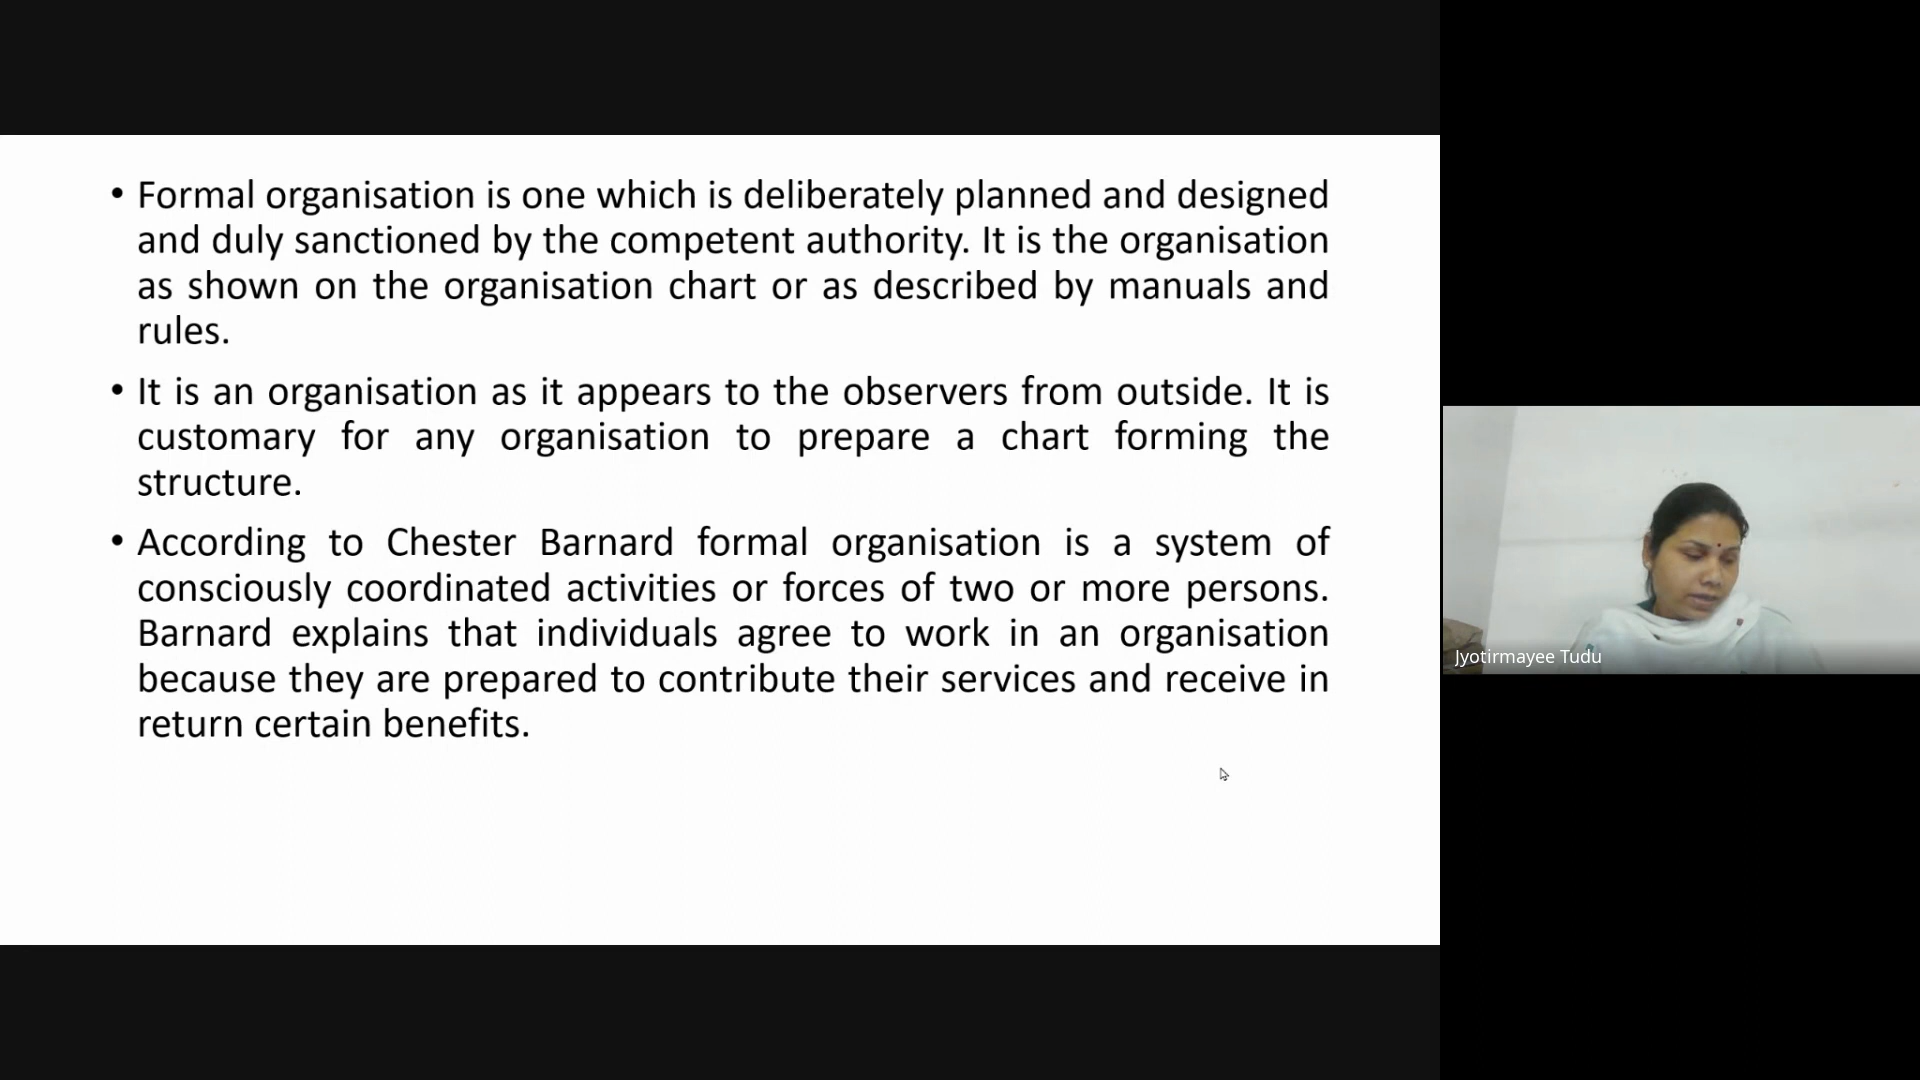 • Formal organisation is one which is deliberately planned and designed
and duly sanctioned by the competent authority. It is the organisation
as shown on the organisation chart or as described by manuals and
rules.
• It is an organisation as it appears to the observers from outside. It is
customary for any organisation to prepare a chart forming the
structure.
• According to Chester Barnard formal organisation is a system of
consciously coordinated activities or forces of two or more persons.
Barnard explains that individuals agree to work in an organisation
because they are prepared to contribute their services and receive in
return certain benefits.
Jyotirmayee Tudu